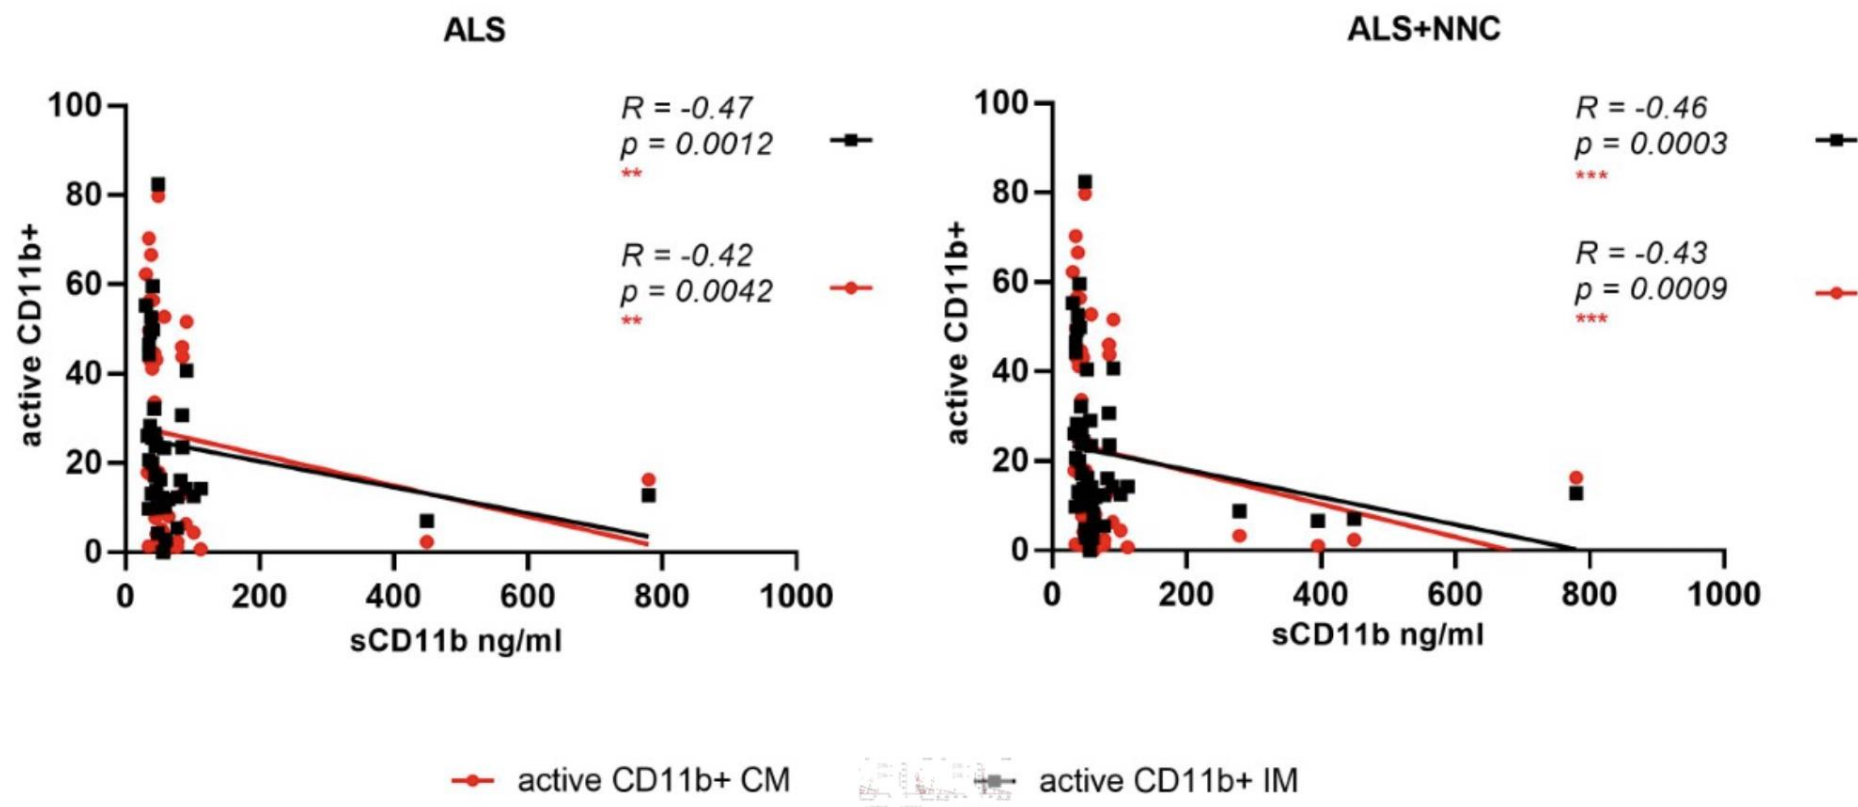 ALS
100
80
60
40
20
0
active CD11b+
R = -0.47
p = 0.0012
**
R = -0.42
p = 0.0042
**
0 200 400 600 800 1000
sCD11b ng/ml
ALS+NNC
100
80
60
40
20
0
active CD11b+
R = -0.46
p = 0.0003
***
R = -0.43
p = 0.0009
***
0 200 400 600 800 1000
sCD11b ng/ml
active CD11b+ CM
active CD11b+ IM